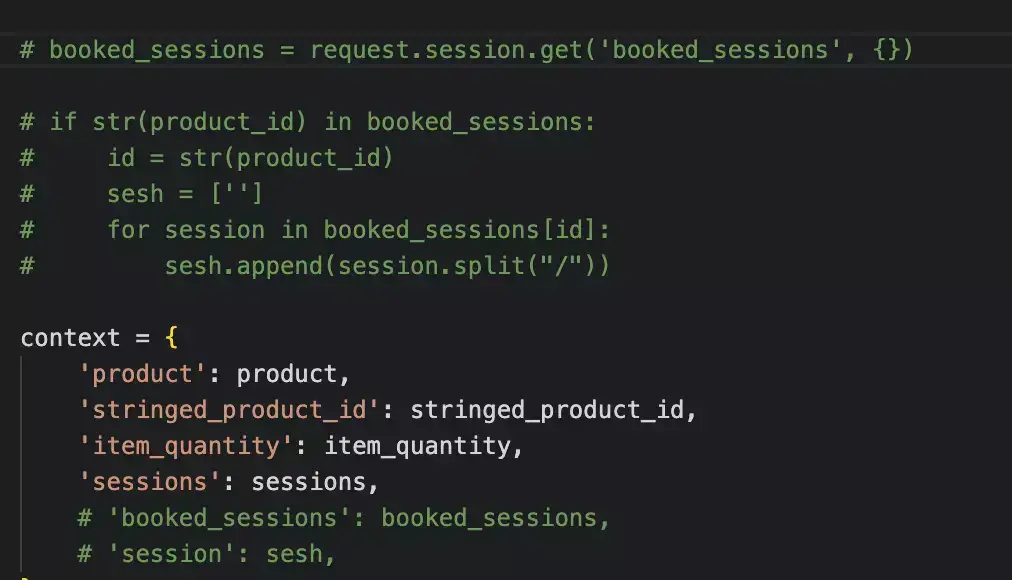 # booked_sessions = request.session.get('booked_sessions', {})
# if str(product_id) in booked_sessions:
#     id = str(product_id)
#     sesh = ['']
#     for session in booked_sessions[id]:
#         sesh.append(session.split("/"))
context = {
    'product': product,
    'stringed_product_id': stringed_product_id,
    'item_quantity': item_quantity,
    'sessions': sessions,
    # 'booked_sessions': booked_sessions,
    # 'session': sesh,